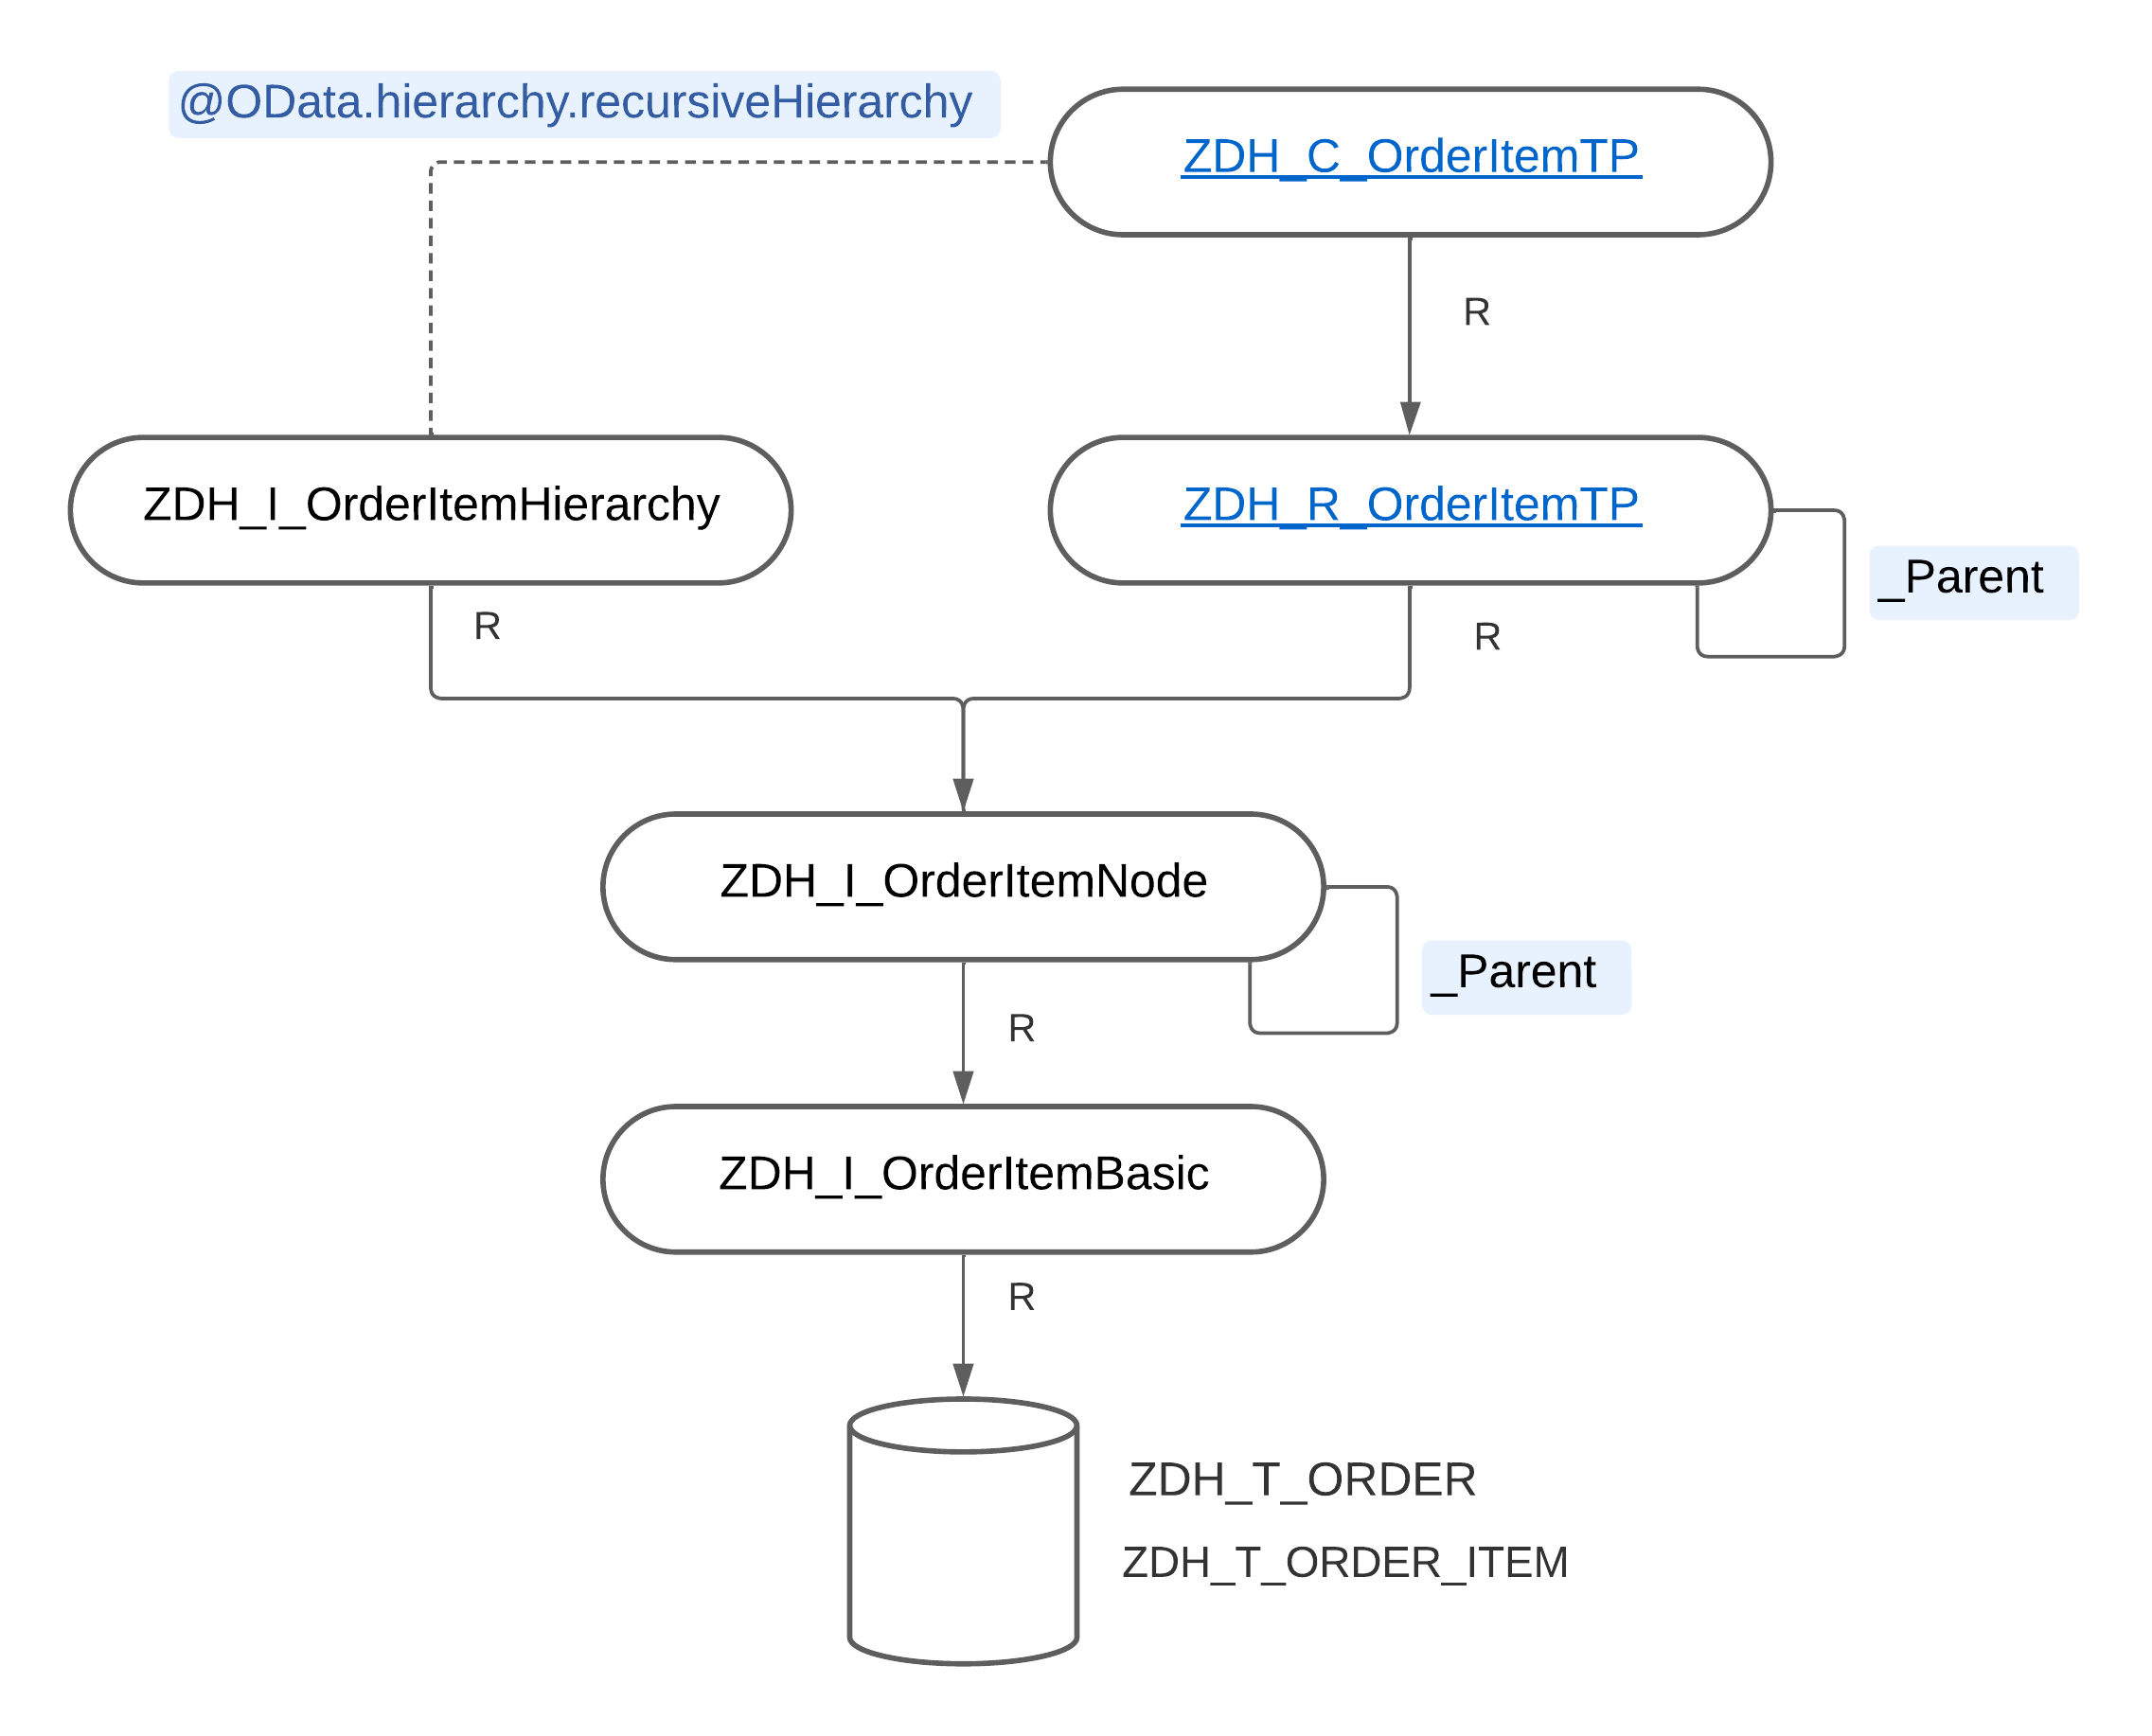 @OData.hierarchy.recursiveHierarchy
ZDH_C_OrderItemTP
R
ZDH_I_OrderItemHierarchy
ZDH_R_OrderItemTP
_Parent
R
R
ZDH_I_OrderItemNode
_Parent
R
ZDH_I_OrderItemBasic
R
ZDH_T_ORDER
ZDH_T_ORDER_ITEM